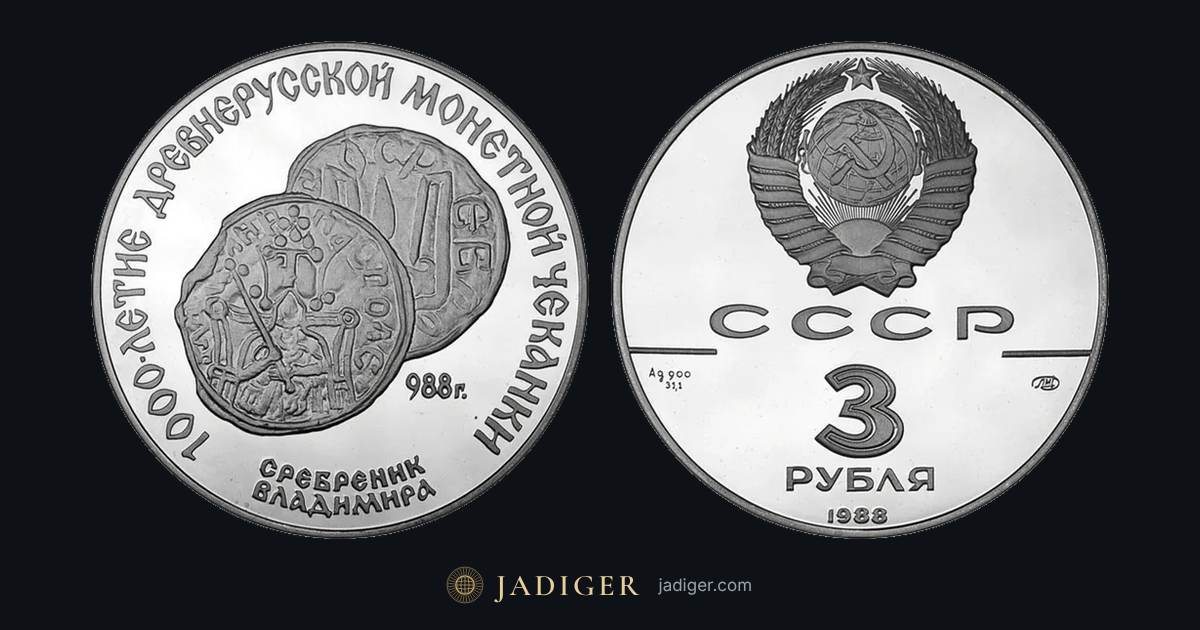 1000-ЛЕТИЕ ДРЕВНЕРУССКОЙ МОНЕТНОЙ ЧЕКАНКИ
988г.
СРЕБРЕНИК
ВЛАДИМИРА
СССР
Ag 900
31,1
3
РУБЛЯ
1988
JADIGER jadiger.com